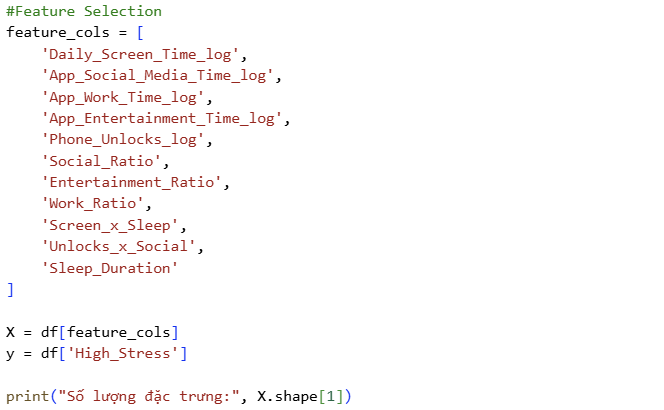 #Feature Selection
feature_cols = [
    'Daily_Screen_Time_log',
    'App_Social_Media_Time_log',
    'App_Work_Time_log',
    'App_Entertainment_Time_log',
    'Phone_Unlocks_log',
    'Social_Ratio',
    'Entertainment_Ratio',
    'Work_Ratio',
    'Screen_x_Sleep',
    'Unlocks_x_Social',
    'Sleep_Duration'
]

X = df[feature_cols]
y = df['High_Stress']

print("Số lượng đặc trưng:", X.shape[1])